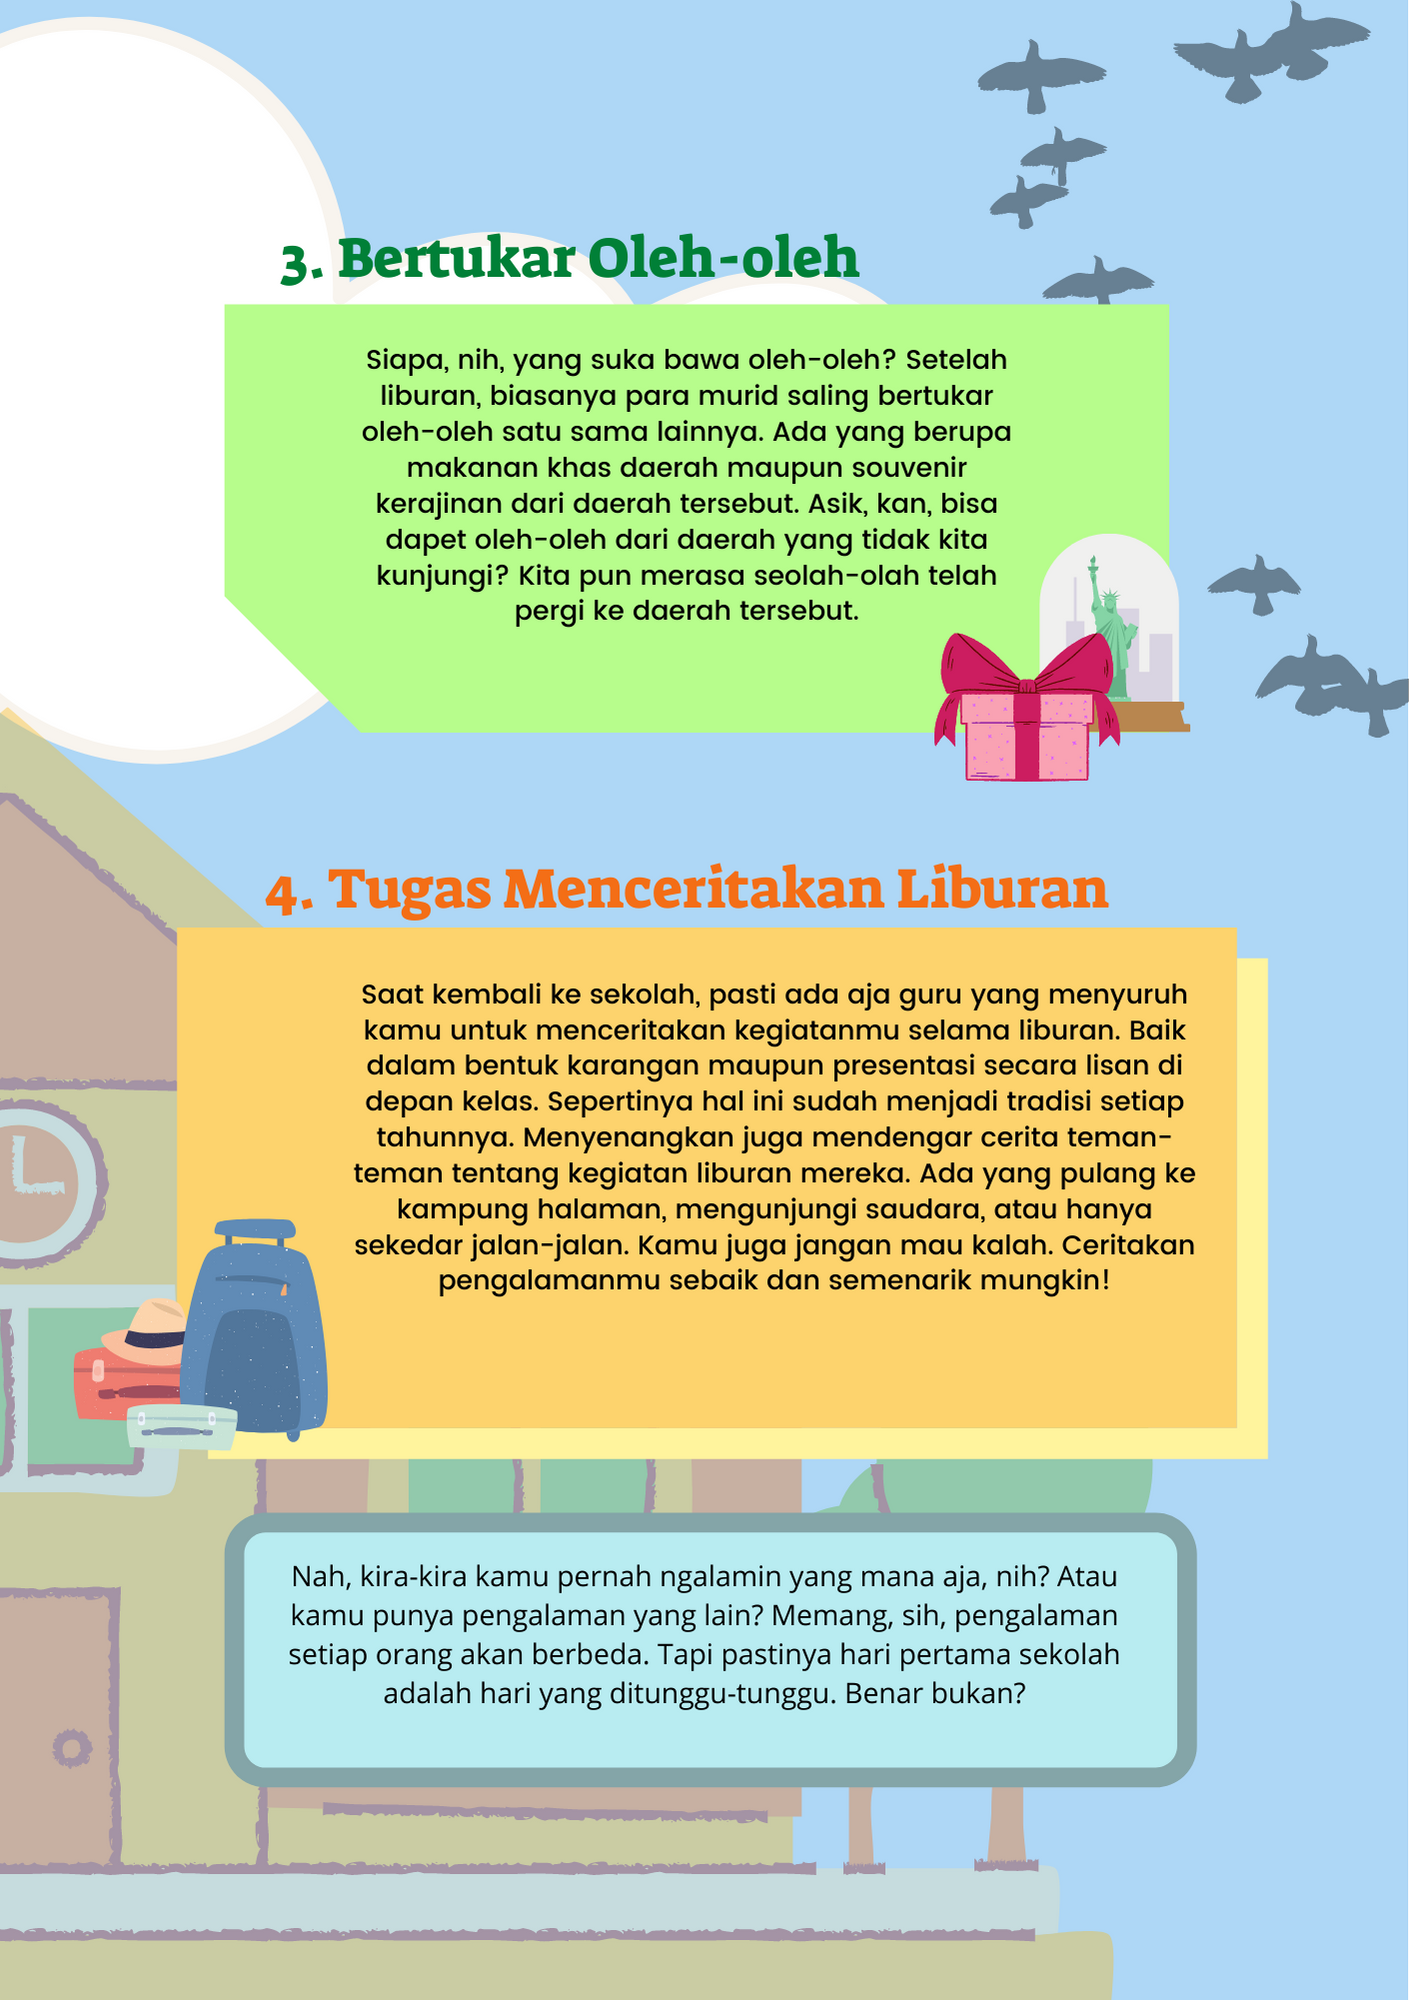 3. Bertukar Oleh-oleh
Siapa, nih, yang suka bawa oleh-oleh? Setelah
liburan, biasanya para murid saling bertukar
oleh-oleh satu sama lainnya. Ada yang berupa
makanan khas daerah maupun souvenir
kerajinan dari daerah tersebut. Asik, kan, bisa
dapet oleh-oleh dari daerah yang tidak kita
kunjungi? Kita pun merasa seolah-olah telah
pergi ke daerah tersebut.
4. Tugas Menceritakan Liburan
Saat kembali ke sekolah, pasti ada aja guru yang menyuruh
kamu untuk menceritakan kegiatanmu selama liburan. Baik
dalam bentuk karangan maupun presentasi secara lisan di
depan kelas. Sepertinya hal ini sudah menjadi tradisi setiap
tahunnya. Menyenangkan juga mendengar cerita teman-
teman tentang kegiatan liburan mereka. Ada yang pulang ke
kampung halaman, mengunjungi saudara, atau hanya
sekedar jalan-jalan. Kamu juga jangan mau kalah. Ceritakan
pengalamanmu sebaik dan semenarik mungkin!
Nah, kira-kira kamu pernah ngalamin yang mana aja, nih? Atau
kamu punya pengalaman yang lain? Memang, sih, pengalaman
setiap orang akan berbeda. Tapi pastinya hari pertama sekolah
adalah hari yang ditunggu-tunggu. Benar bukan?